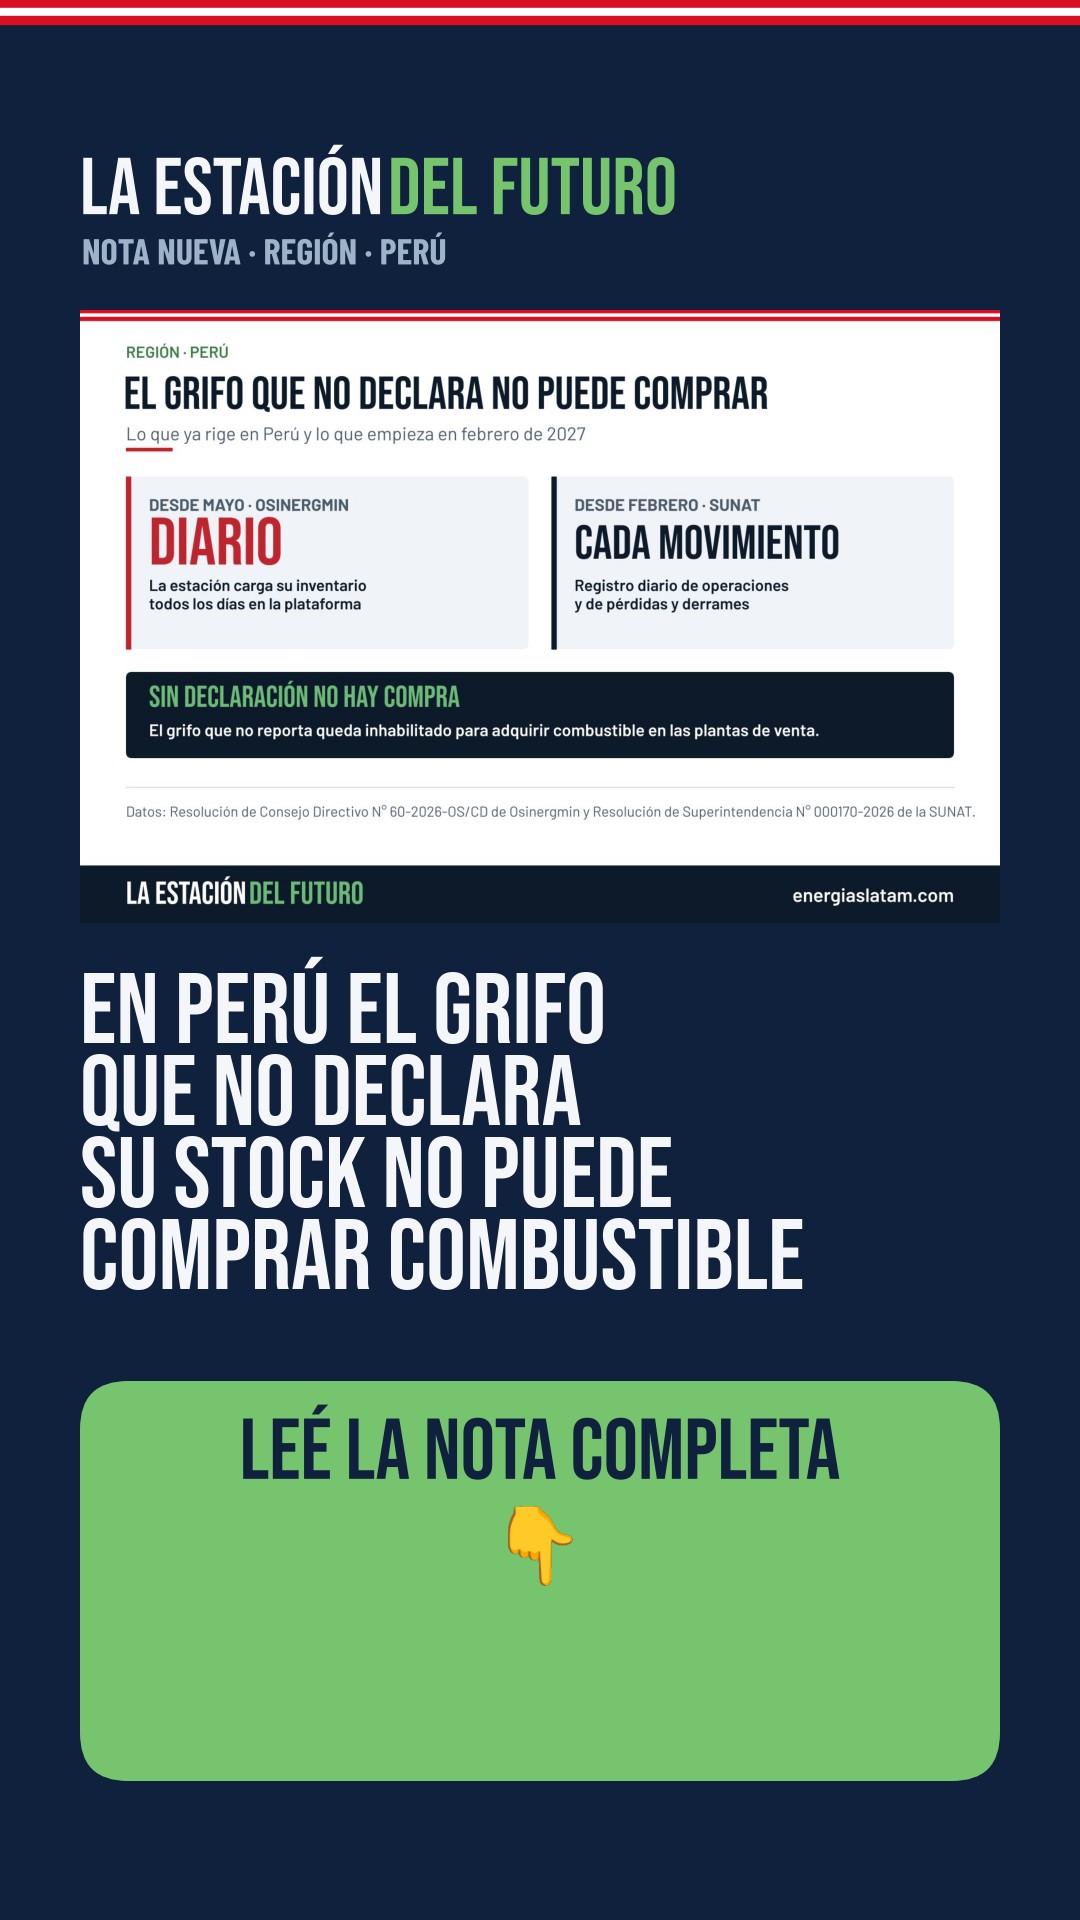 LA ESTACIÓN DEL FUTURO
NOTA NUEVA · REGIÓN · PERÚ
REGIÓN · PERÚ
EL GRIFO QUE NO DECLARA NO PUEDE COMPRAR
Lo que ya rige en Perú y lo que empieza en febrero de 2027
DESDE MAYO · OSINERGMIN
DIARIO
La estación carga su inventario
todos los días en la plataforma
DESDE FEBRERO · SUNAT
CADA MOVIMIENTO
Registro diario de operaciones
y de pérdidas y derrames
SIN DECLARACIÓN NO HAY COMPRA
El grifo que no reporta queda inhabilitado para adquirir combustible en las plantas de venta.
Datos: Resolución de Consejo Directivo N° 60-2026-OS/CD de Osinergmin y Resolución de Superintendencia N° 000170-2026 de la SUNAT.
LA ESTACIÓN DEL FUTURO
energiaslatam.com
EN PERÚ EL GRIFO
QUE NO DECLARA
SU STOCK NO PUEDE
COMPRAR COMBUSTIBLE
LEÉ LA NOTA COMPLETA